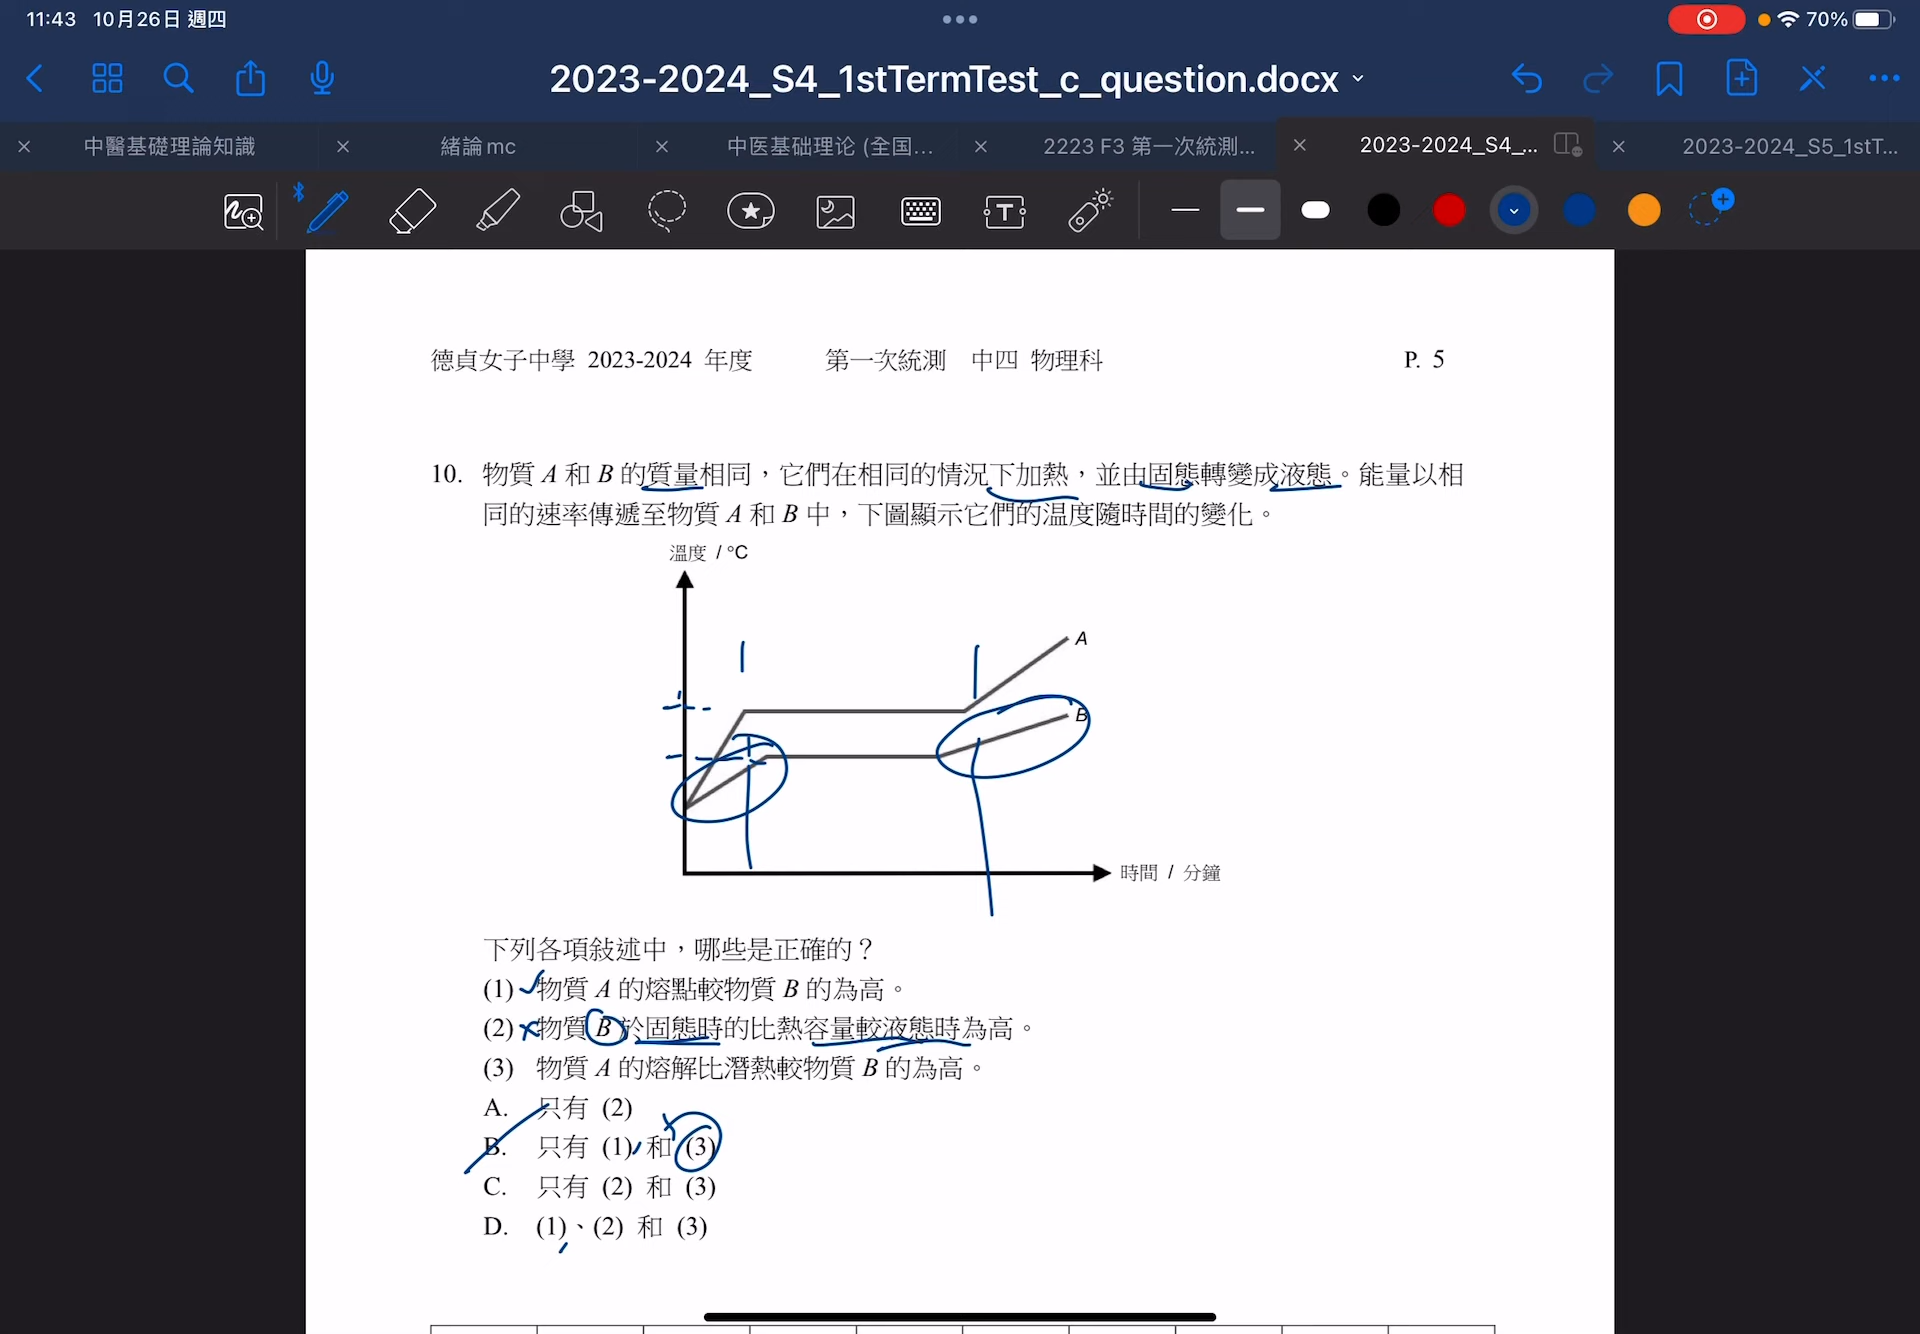 11:43 10月26日 週四
70%
2023-2024_S4_1stTermTest_c_question.docx
中醫基礎理論知識
緒論mc
中医基础理论 (全国...
2223 F3 第一次統測...
2023-2024_S4_...
2023-2024_S5_1stT...
德貞女子中學 2023-2024 年度 第一次統測 中四 物理科 P. 5
10. 物質 A 和 B 的質量相同，它們在相同的情況下加熱，並由固態轉變成液態。能量以相
同的速率傳遞至物質 A 和 B 中，下圖顯示它們的温度隨時間的變化。
溫度 / °C
A
B
時間 / 分鐘
下列各項敍述中，哪些是正確的？
(1) 物質 A 的熔點較物質 B 的為高。
(2) 物質 B 於固態時的比熱容量較液態時為高。
(3) 物質 A 的熔解比潛熱較物質 B 的為高。
A. 只有 (2)
B. 只有 (1) 和 (3)
C. 只有 (2) 和 (3)
D. (1)、(2) 和 (3)